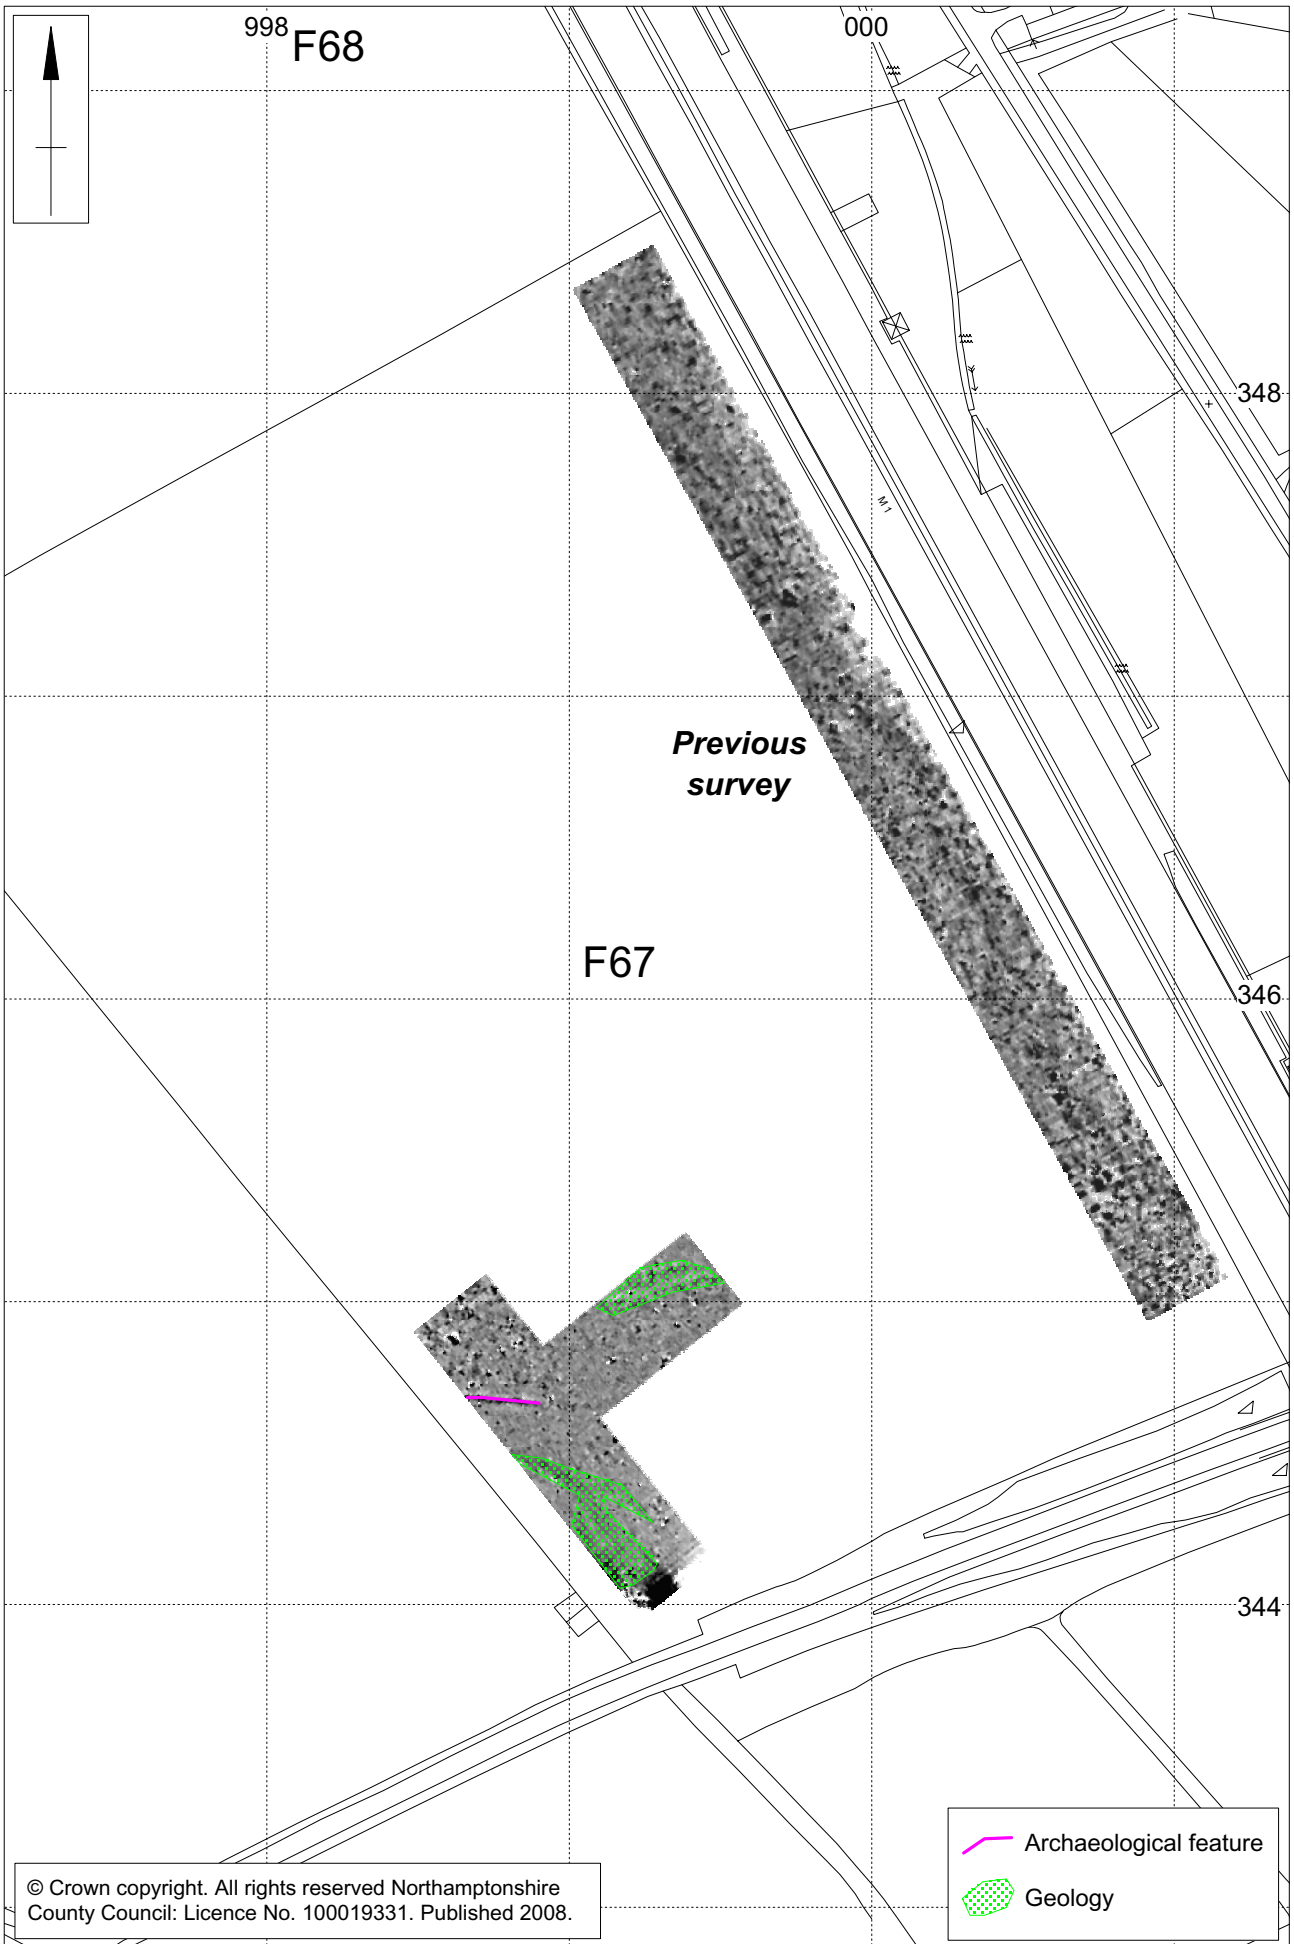 998
F68
000
348
M 1
Previous
survey
F67
346
344
Archaeological feature
Geology
© Crown copyright. All rights reserved Northamptonshire
County Council: Licence No. 100019331. Published 2008.